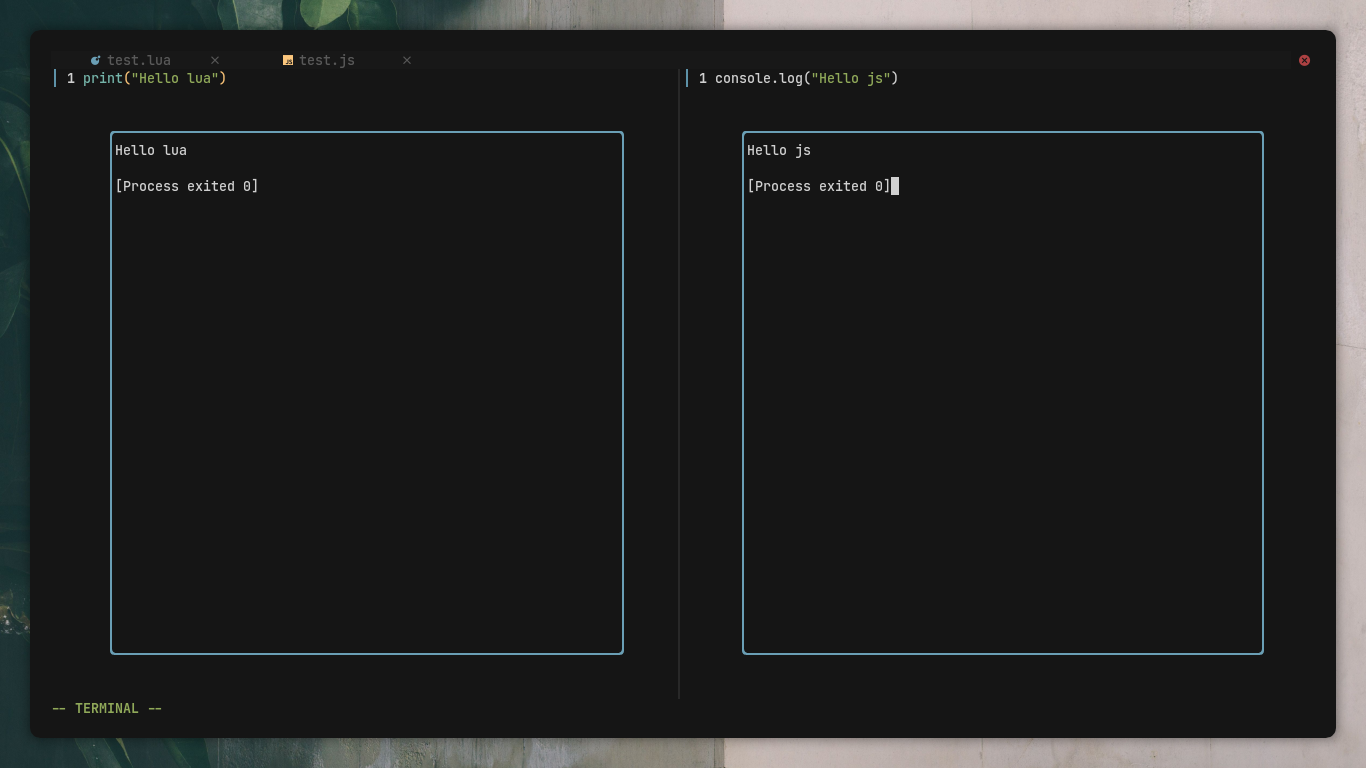 test.lua × test.js ×
1 print("Hello lua")
Hello lua
[Process exited 0]
1 console.log("Hello js")
Hello js
[Process exited 0]
-- TERMINAL --